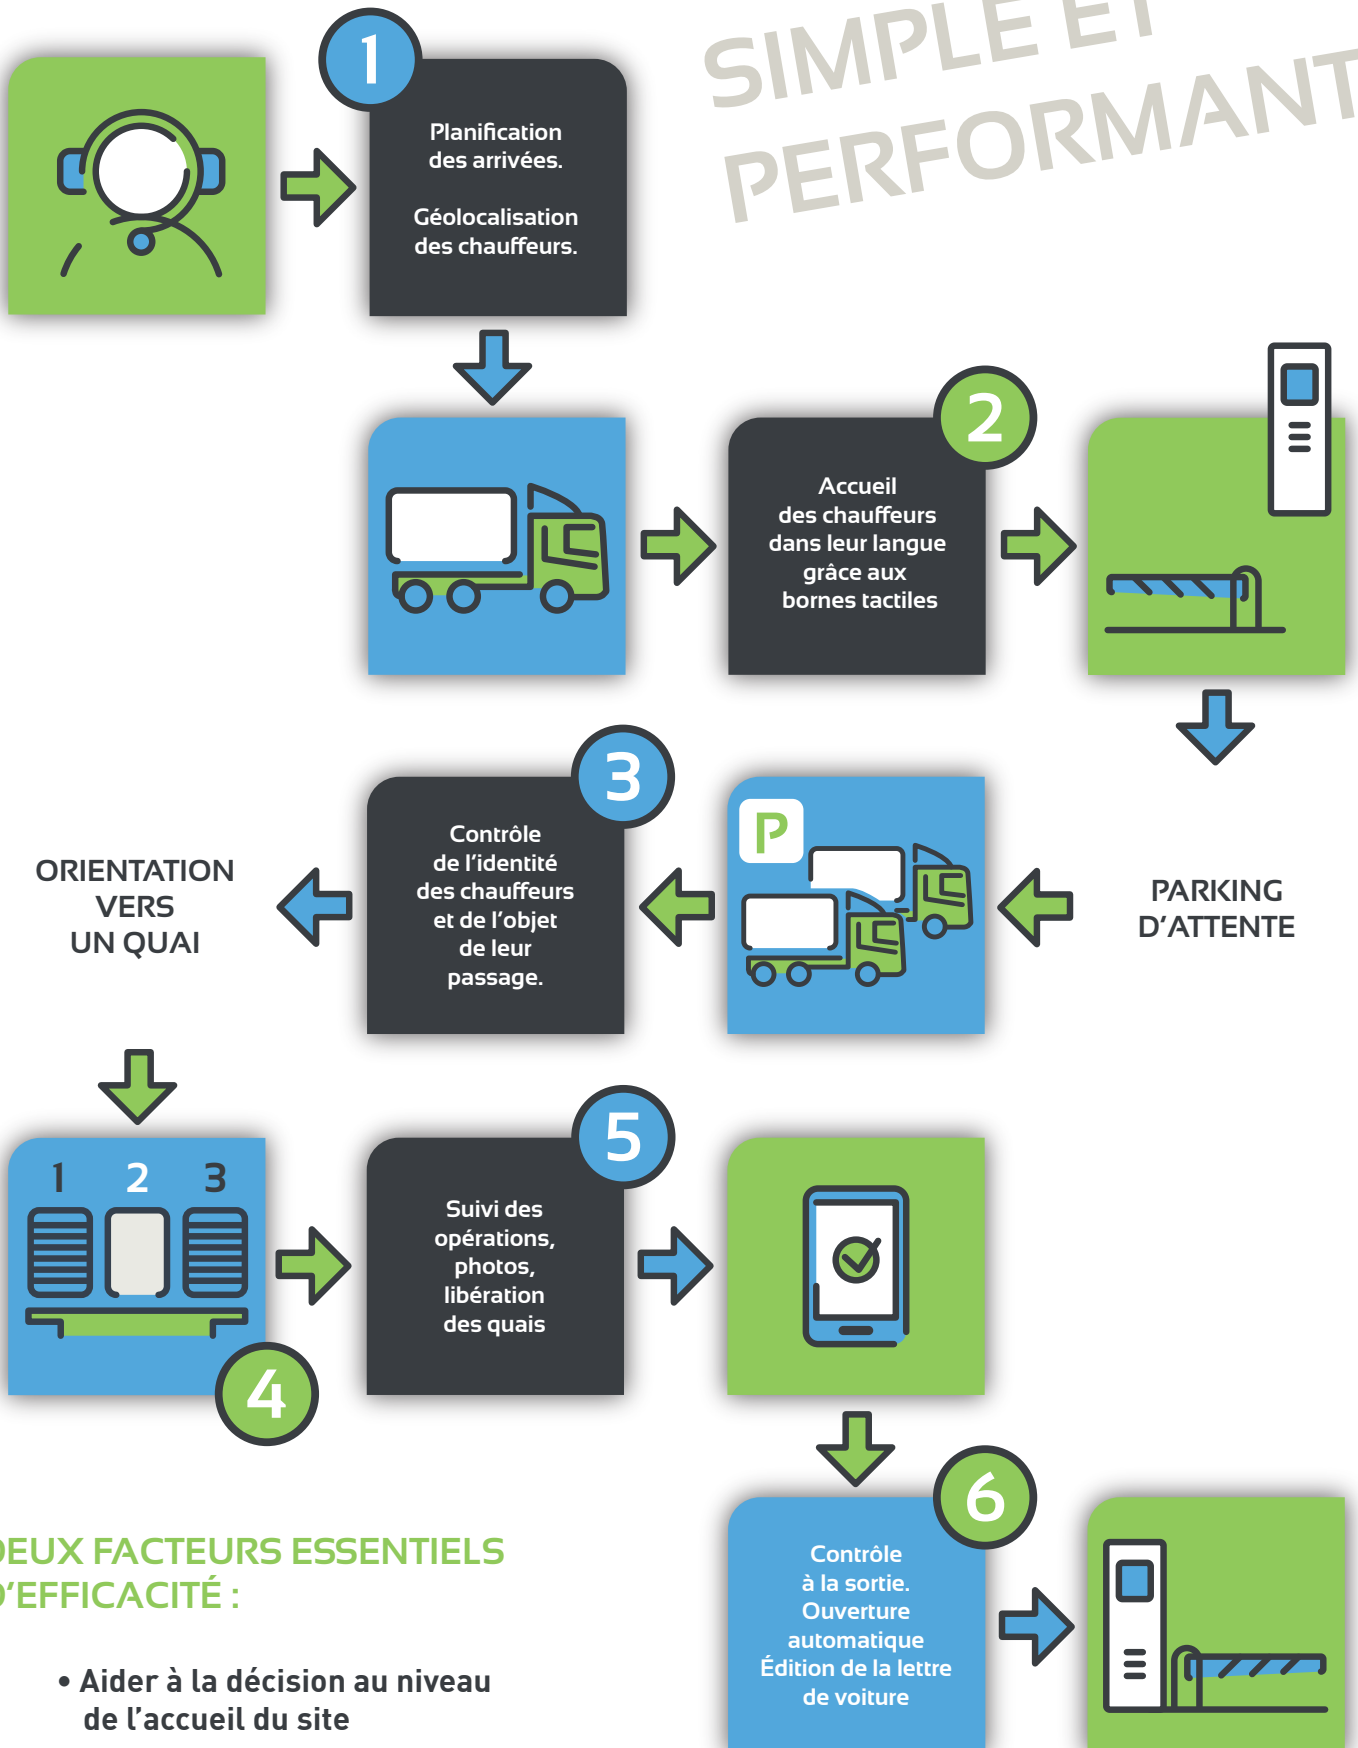 SIMPLE ET
PERFORMANT
1
Planification
des arrivées.
Géolocalisation
des chauffeurs.
2
Accueil
des chauffeurs
dans leur langue
grâce aux
bornes tactiles
3
Contrôle
de l'identité
des chauffeurs
et de l'objet
de leur
passage.
P
PARKING
D'ATTENTE
ORIENTATION
VERS
UN QUAI
1 2 3
4
5
Suivi des
opérations,
photos,
libération
des quais
6
Contrôle
à la sortie.
Ouverture
automatique
Édition de la lettre
de voiture
DEUX FACTEURS ESSENTIELS
D'EFFICACITÉ :
• Aider à la décision au niveau
de l'accueil du site